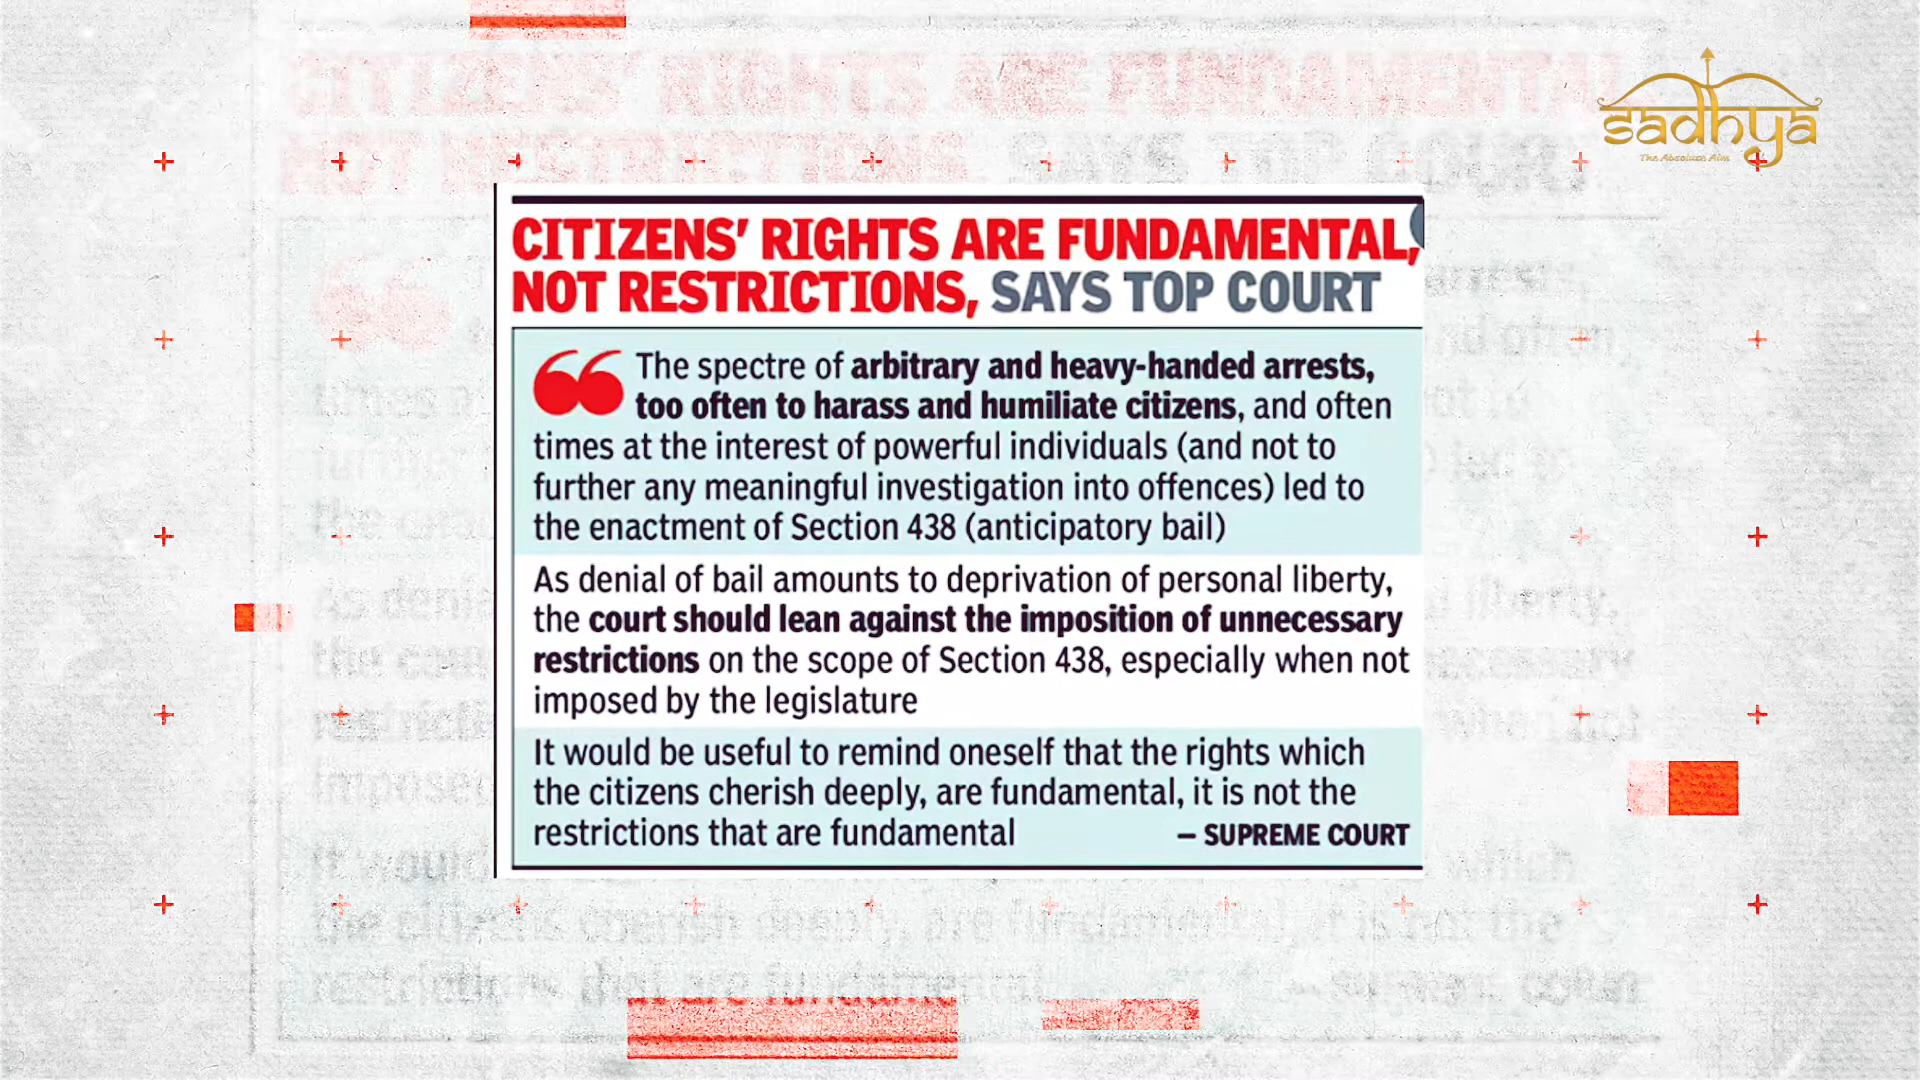 sadhya
The Absolute Aim
CITIZENS' RIGHTS ARE FUNDAMENTAL,
NOT RESTRICTIONS, SAYS TOP COURT
The spectre of arbitrary and heavy-handed arrests,
too often to harass and humiliate citizens, and often
times at the interest of powerful individuals (and not to
further any meaningful investigation into offences) led to
the enactment of Section 438 (anticipatory bail)
As denial of bail amounts to deprivation of personal liberty,
the court should lean against the imposition of unnecessary
restrictions on the scope of Section 438, especially when not
imposed by the legislature
It would be useful to remind oneself that the rights which
the citizens cherish deeply, are fundamental, it is not the
restrictions that are fundamental – SUPREME COURT